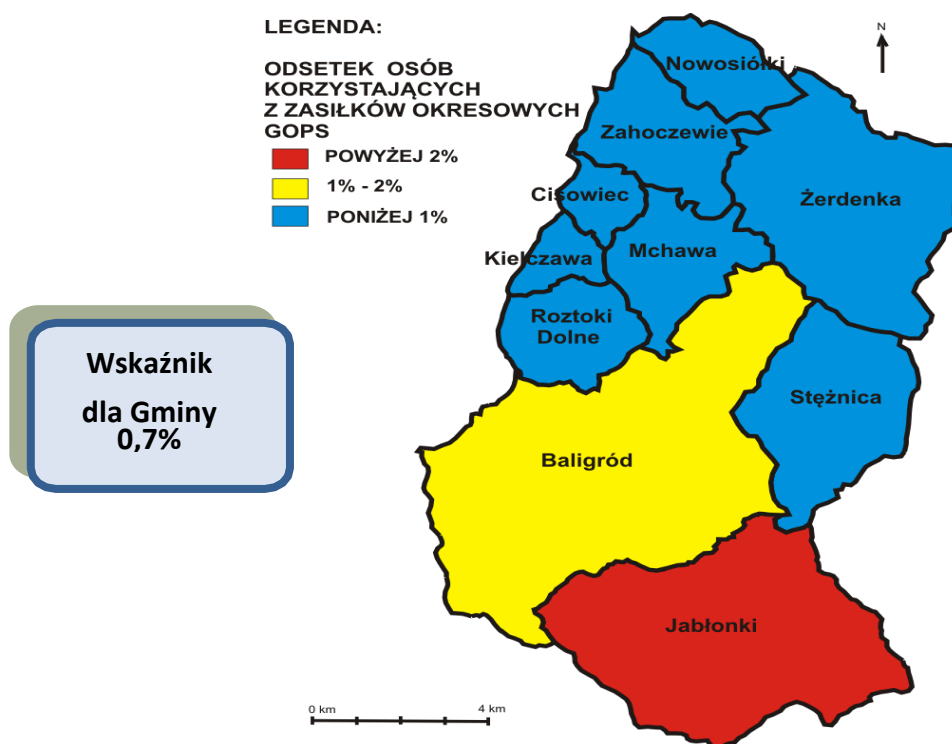 LEGENDA:
ODSETEK OSÓB
KORZYSTAJĄCYCH
Z ZASIŁKÓW OKRESOWYCH
GOPS
POWYŻEJ 2%
1% - 2%
PONIŻEJ 1%
N
Nowosiółki
Zahoczewie
Cisowiec
Żerdenka
Kielczawa
Mchawa
Roztoki
Dolne
Wskaźnik
dla Gminy
0,7%
Stężnica
Baligród
Jabłonki
0 km
4 km